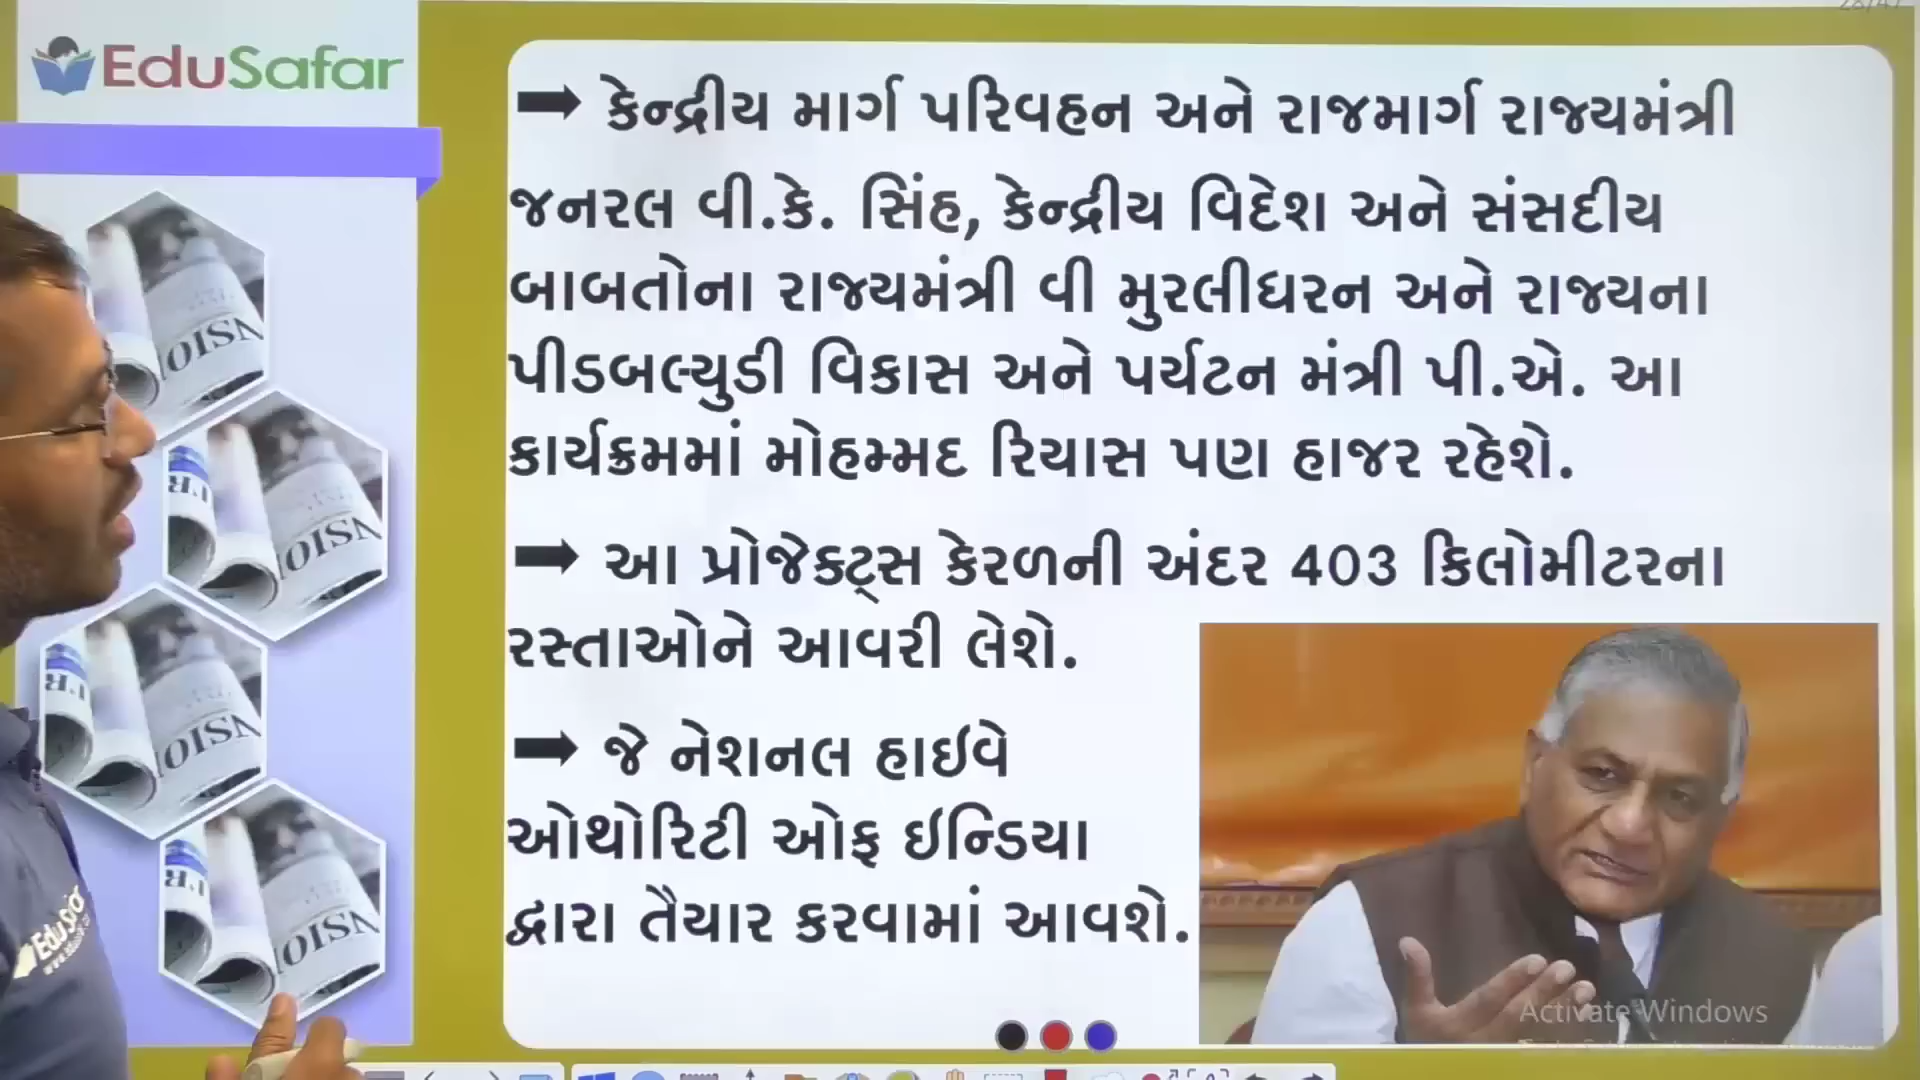 EduSafar
➡ કેન્દ્રીય માર્ગ પરિવહન અને રાજમાર્ગ રાજ્યમંત્રી
જનરલ વી.કે. સિંહ, કેન્દ્રીય વિદેશ અને સંસદીય
બાબતોના રાજ્યમંત્રી વી મુરલીધરન અને રાજ્યના
પીડબલ્યુડી વિકાસ અને પર્યટન મંત્રી પી.એ. આ
કાર્યક્રમમાં મોહમ્મદ રિયાસ પણ હાજર રહેશે.
➡ આ પ્રોજેક્ટ્સ કેરળની અંદર 403 કિલોમીટરના
રસ્તાઓને આવરી લેશે.
➡ જે નેશનલ હાઈવે
ઓથોરિટી ઓફ ઇન્ડિયા
દ્વારા તૈયાર કરવામાં આવશે.
Activate Windows
EduSafar